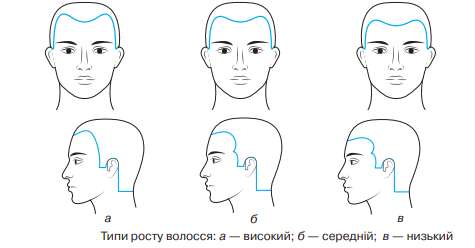 а б в
Типи росту волосся: а — високий; б — середній; в — низький